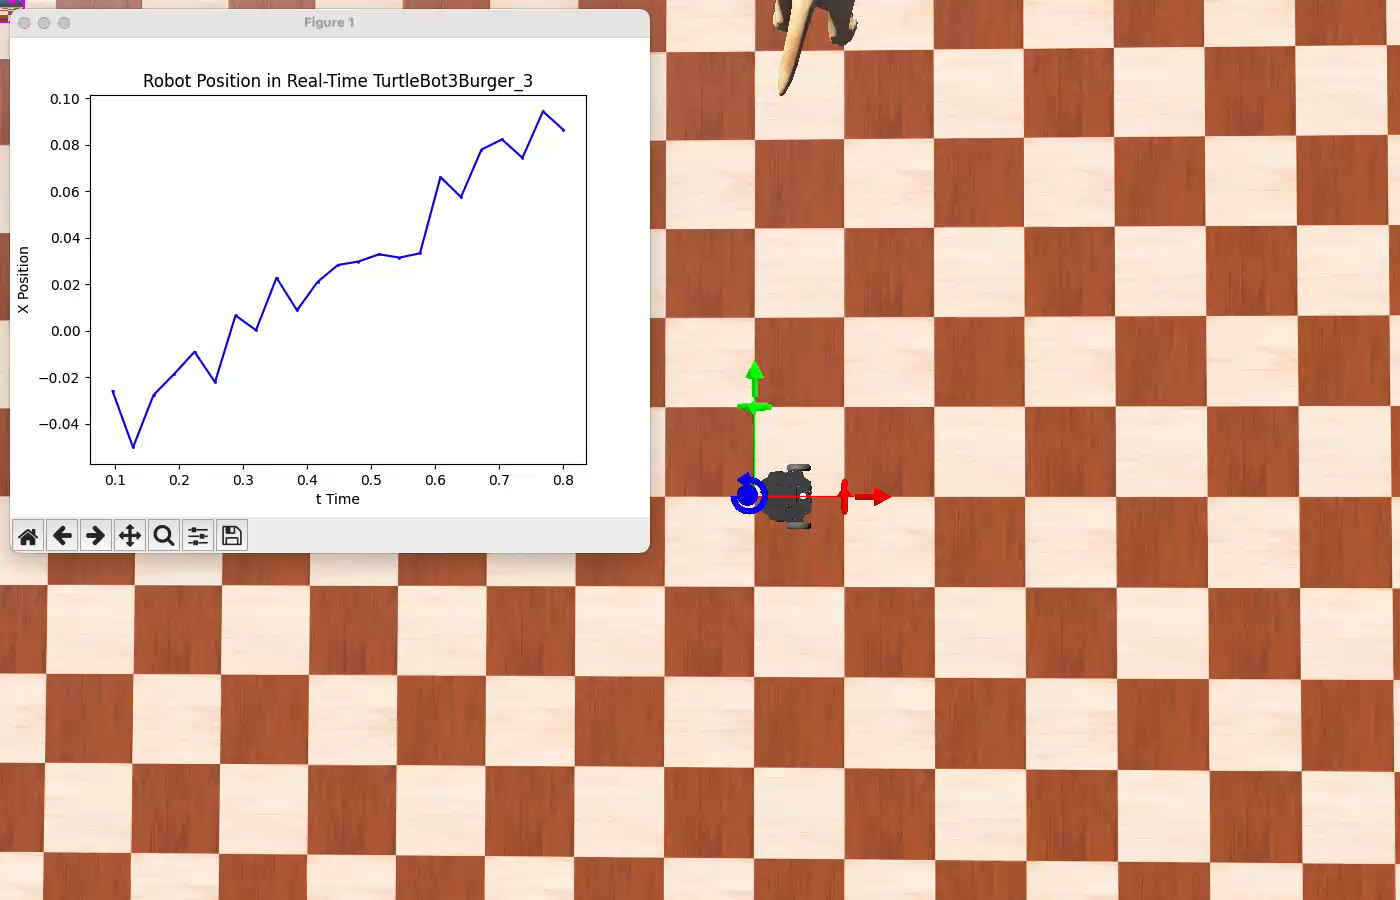 Figure 1
Robot Position in Real-Time TurtleBot3Burger_3
0.10
0.08
0.06
0.04
0.02
0.00
−0.02
−0.04
X Position
0.1 0.2 0.3 0.4 0.5 0.6 0.7 0.8
t Time